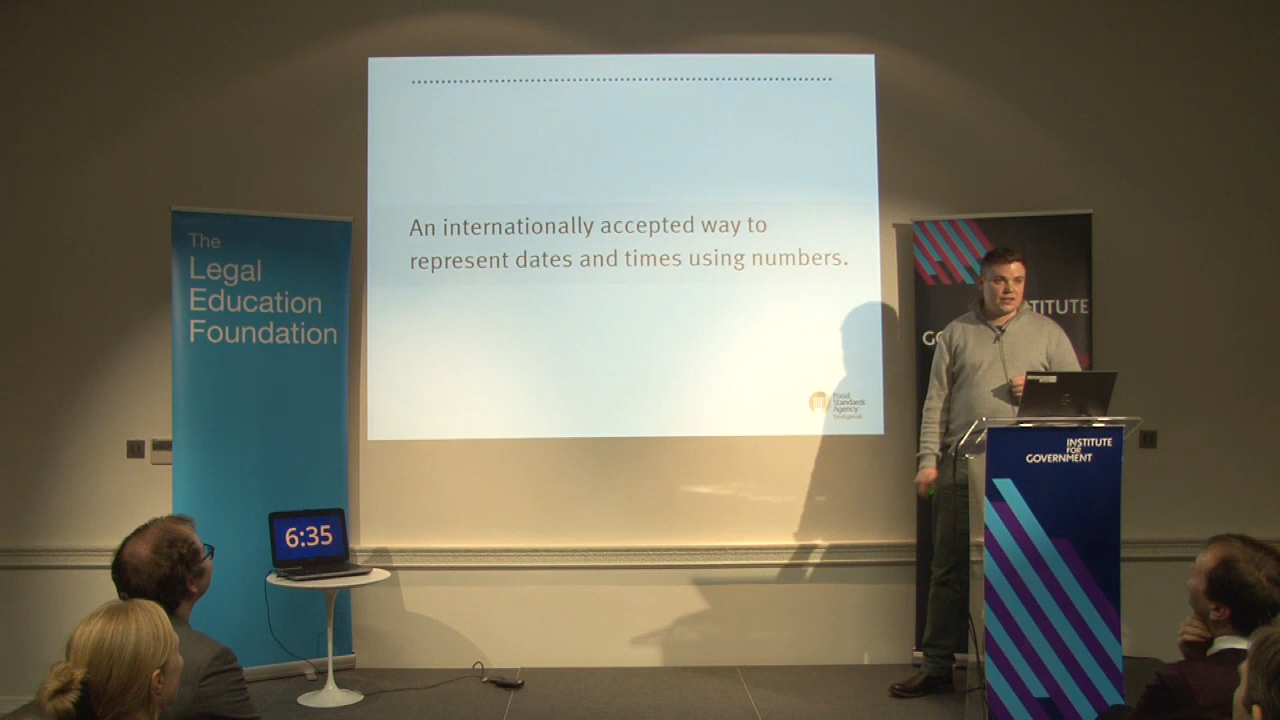 An internationally accepted way to
represent dates and times using numbers.
Food
Standards
Agency
The
Legal
Education
Foundation
6:35
TITUTE
INSTITUTE
FOR
GOVERNMENT